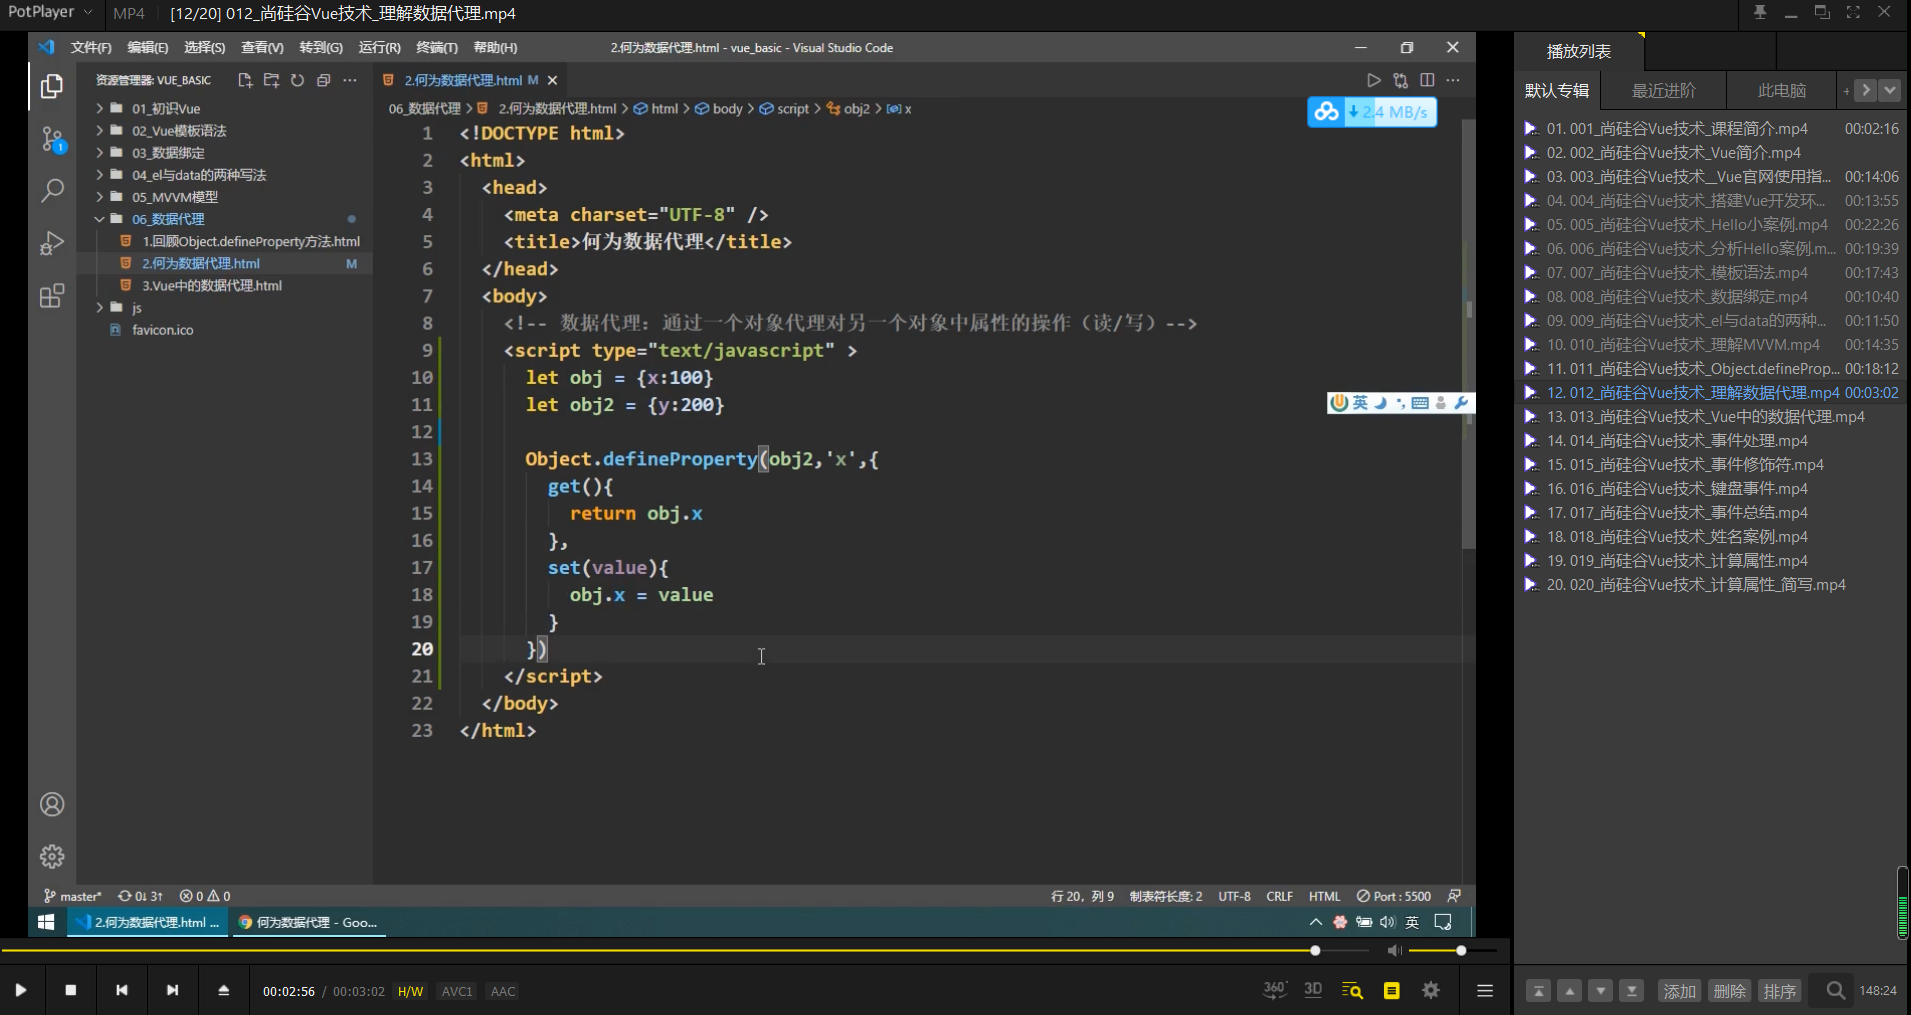 PotPlayer MP4 [12/20] 012_尚硅谷Vue技术_理解数据代理.mp4
文件(F) 编辑(E) 选择(S) 查看(V) 转到(G) 运行(R) 终端(T) 帮助(H) 2.何为数据代理.html - vue_basic - Visual Studio Code
资源管理器: VUE_BASIC
01_初识Vue
02_Vue模板语法
03_数据绑定
04_el与data的两种写法
05_MVVM模型
06_数据代理
1.回顾Object.defineProperty方法.html
2.何为数据代理.html M
3.Vue中的数据代理.html
js
favicon.ico
1
2.何为数据代理.html M
06_数据代理 > 2.何为数据代理.html > html > body > script > obj2 > x
2.4 MB/s
1 <!DOCTYPE html>
2 <html>
3 <head>
4 <meta charset="UTF-8" />
5 <title>何为数据代理</title>
6 </head>
7 <body>
8 <!-- 数据代理：通过一个对象代理对另一个对象中属性的操作（读/写）-->
9 <script type="text/javascript" >
10 let obj = {x:100}
11 let obj2 = {y:200}
12
13 Object.defineProperty(obj2,'x',{
14 get(){
15 return obj.x
16 },
17 set(value){
18 obj.x = value
19 }
20 })
21 </script>
22 </body>
23 </html>
英
master* 0↓ 3↑ 0 0 行 20，列 9 制表符长度: 2 UTF-8 CRLF HTML Port : 5500
2.何为数据代理.html ... 何为数据代理 - Goo... 英
00:02:56 / 00:03:02 H/W AVC1 AAC 360° 3D
播放列表
默认专辑 最近进阶 此电脑 +
01. 001_尚硅谷Vue技术_课程简介.mp4 00:02:16
02. 002_尚硅谷Vue技术_Vue简介.mp4
03. 003_尚硅谷Vue技术__Vue官网使用指... 00:14:06
04. 004_尚硅谷Vue技术_搭建Vue开发环... 00:13:55
05. 005_尚硅谷Vue技术_Hello小案例.mp4 00:22:26
06. 006_尚硅谷Vue技术_分析Hello案例.m... 00:19:39
07. 007_尚硅谷Vue技术_模板语法.mp4 00:17:43
08. 008_尚硅谷Vue技术_数据绑定.mp4 00:10:40
09. 009_尚硅谷Vue技术_el与data的两种... 00:11:50
10. 010_尚硅谷Vue技术_理解MVVM.mp4 00:14:35
11. 011_尚硅谷Vue技术_Object.defineProp... 00:18:12
12. 012_尚硅谷Vue技术_理解数据代理.mp4 00:03:02
13. 013_尚硅谷Vue技术_Vue中的数据代理.mp4
14. 014_尚硅谷Vue技术_事件处理.mp4
15. 015_尚硅谷Vue技术_事件修饰符.mp4
16. 016_尚硅谷Vue技术_键盘事件.mp4
17. 017_尚硅谷Vue技术_事件总结.mp4
18. 018_尚硅谷Vue技术_姓名案例.mp4
19. 019_尚硅谷Vue技术_计算属性.mp4
20. 020_尚硅谷Vue技术_计算属性_简写.mp4
添加 删除 排序 148:24